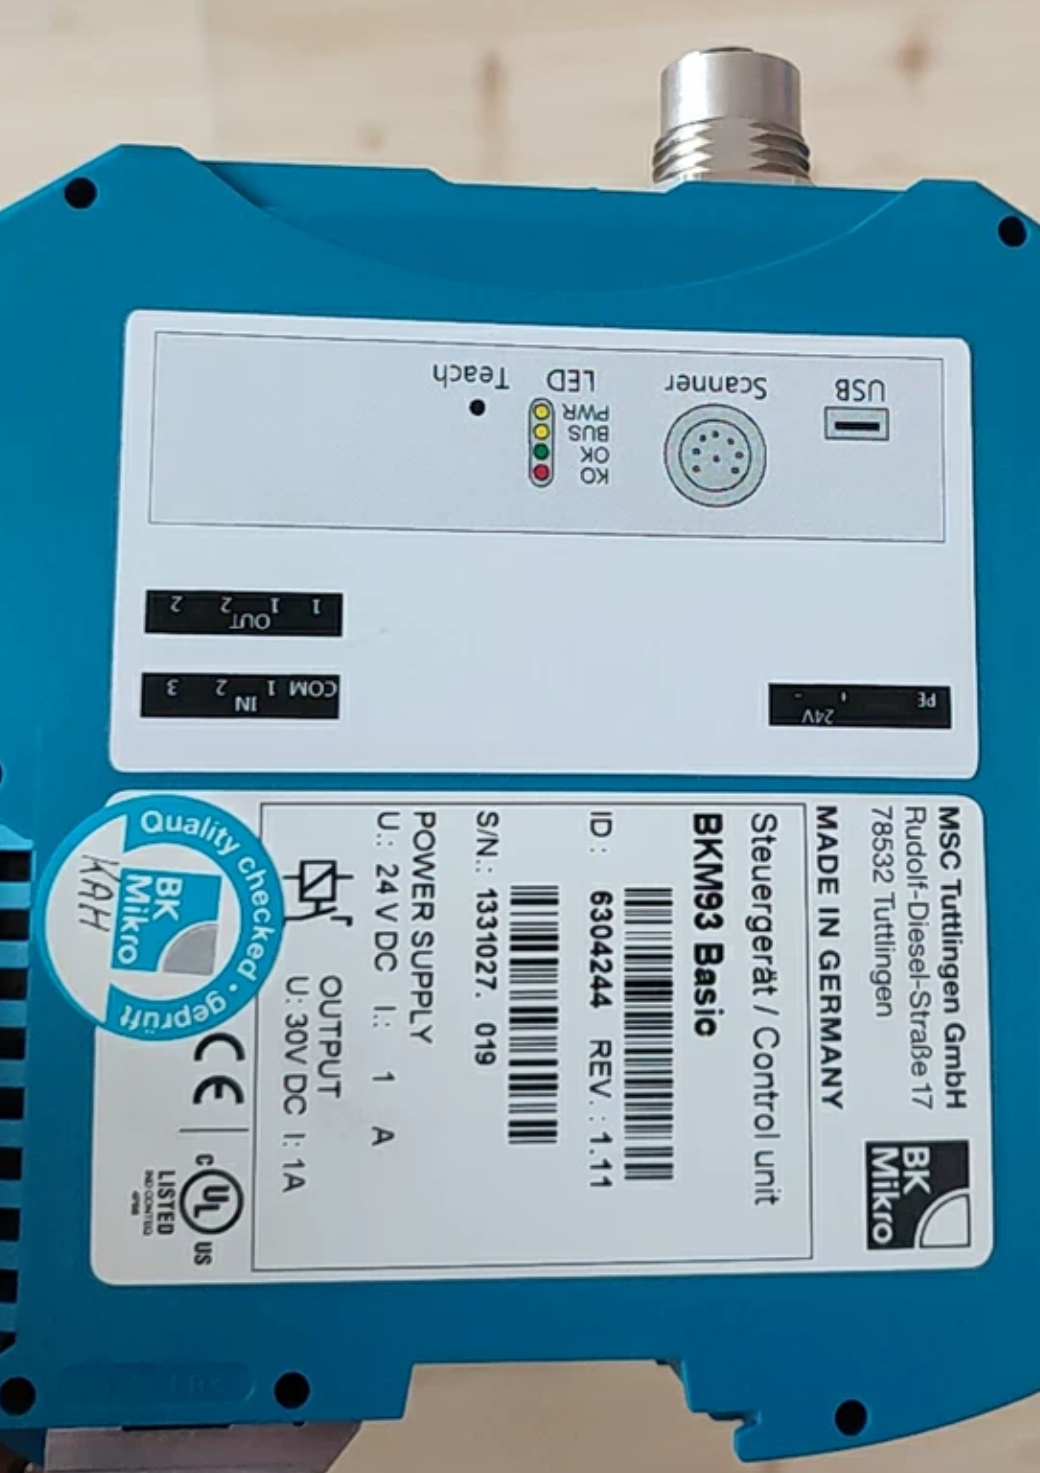 USB
Scanner
LED
PWR
BUS
OK
KO
Teach
1 1 2 2
OUT
COM 1 2 3
IN
PE + -
24V
MSC Tuttlingen GmbH
Rudolf-Diesel-Straße 17
78532 Tuttlingen
BK
Mikro
MADE IN GERMANY
Steuergerät / Control unit
BKM93 Basic
ID : 6304244 REV. : 1.11
S/N.: 1331027. 019
POWER SUPPLY
U.: 24 V DC I.: 1 A
OUTPUT
U: 30V DC I: 1A
CE
C UL US
LISTED
IND CONT EQ
Quality checked • geprüft
BK
Mikro
KAH